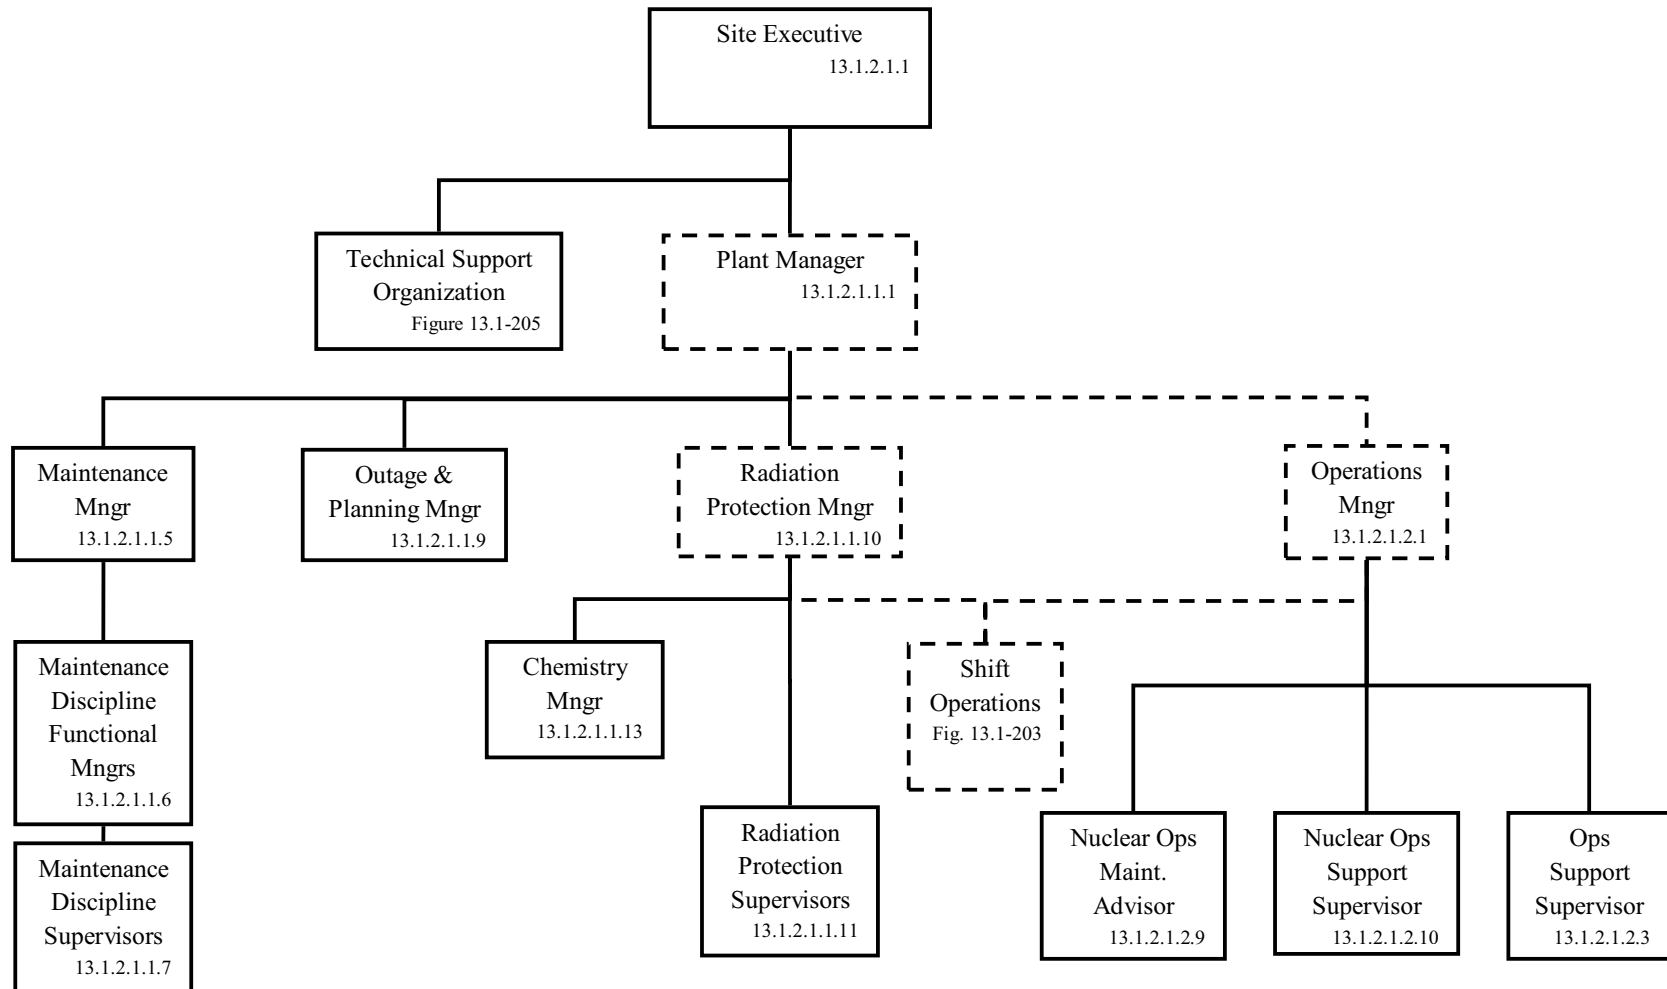 Site Executive
13.1.2.1.1
Technical Support
Organization
Figure 13.1-205
Plant Manager
13.1.2.1.1.1
Maintenance
Mngr
13.1.2.1.1.5
Outage &
Planning Mngr
13.1.2.1.1.9
Radiation
Protection Mngr
13.1.2.1.1.10
Operations
Mngr
13.1.2.1.2.1
Maintenance
Discipline
Functional
Mngrs
13.1.2.1.1.6
Chemistry
Mngr
13.1.2.1.1.13
Shift
Operations
Fig. 13.1-203
Maintenance
Discipline
Supervisors
13.1.2.1.1.7
Radiation
Protection
Supervisors
13.1.2.1.1.11
Nuclear Ops
Maint.
Advisor
13.1.2.1.2.9
Nuclear Ops
Support
Supervisor
13.1.2.1.2.10
Ops
Support
Supervisor
13.1.2.1.2.3